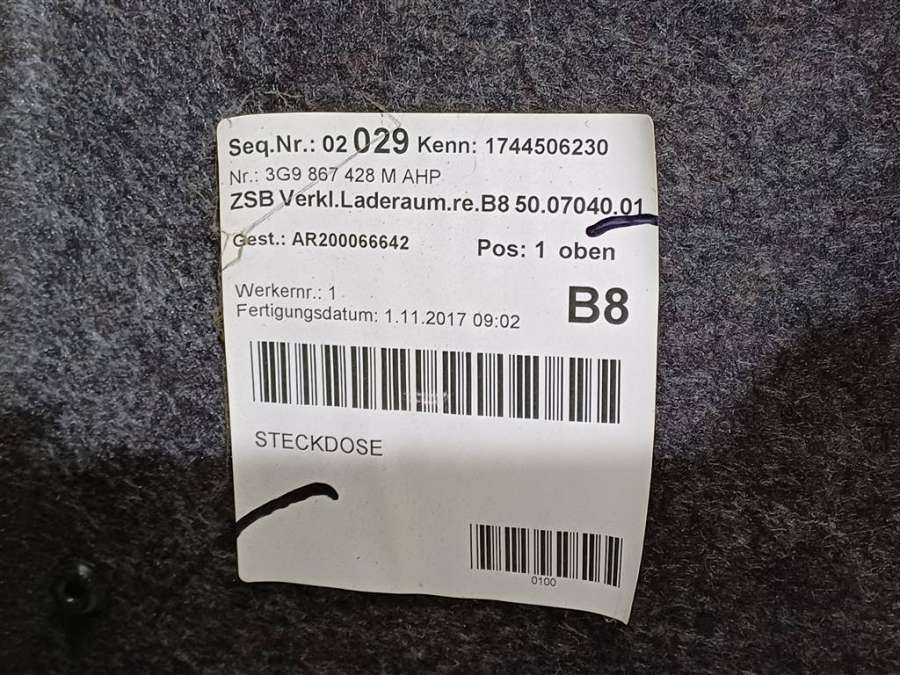 Seq.Nr.: 02 029 Kenn: 1744506230
Nr.: 3G9 867 428 M AHP
ZSB Verkl.Laderaum.re.B8 50.07040.01
Gest.: AR200066642 Pos: 1 oben
Werkernr.: 1
B8
Fertigungsdatum: 1.11.2017 09:02
STECKDOSE
0100